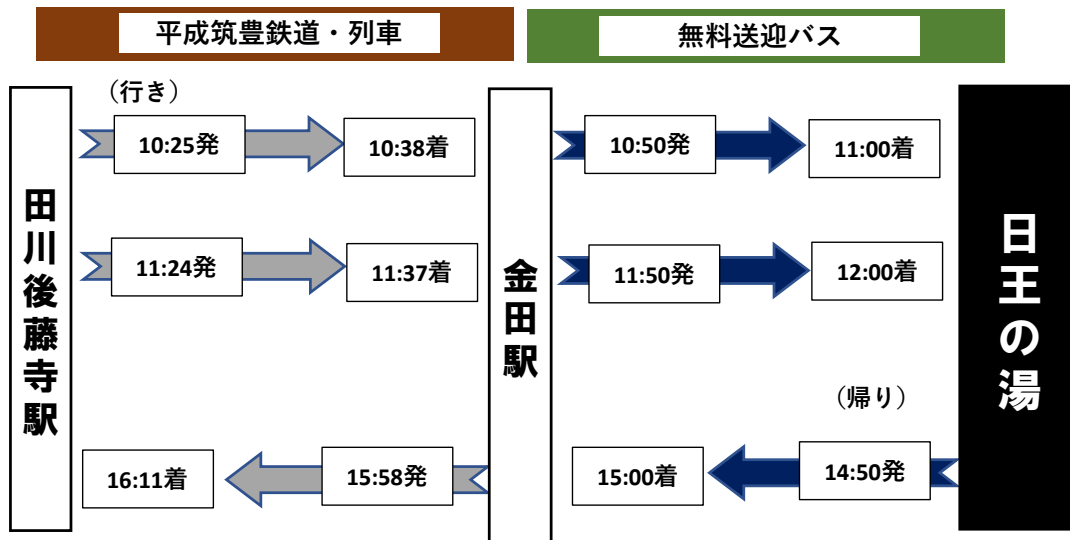 平成筑豊鉄道・列車
無料送迎バス
（行き）
10:25発
10:38着
10:50発
11:00着
11:24発
11:37着
11:50発
12:00着
田川後藤寺駅
金田駅
日王の湯
（帰り）
16:11着
15:58発
15:00着
14:50発